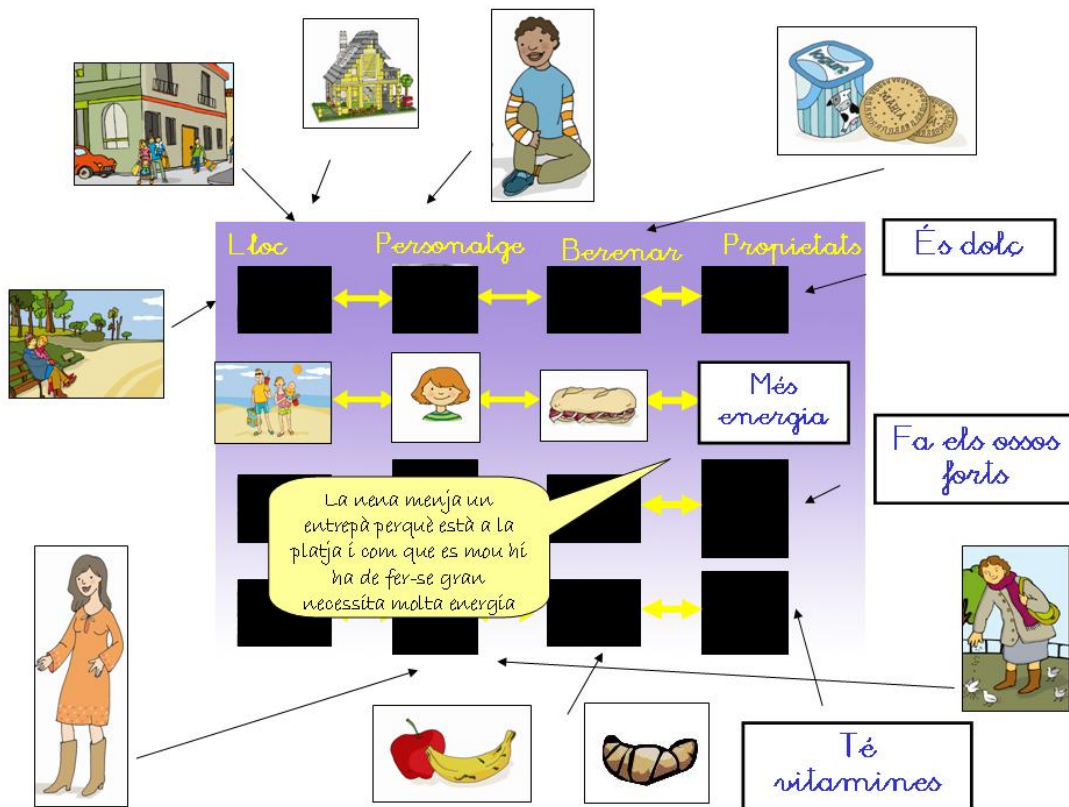 Iogurt
MARIA
Lloc Personatge Berenar Propietats
És dolç
Més
energia
Fa els ossos
forts
La nena menja un
entrepà perquè està a la
platja i com que es mou hi
ha de fer-se gran
necessita molta energia
Té
vitamines